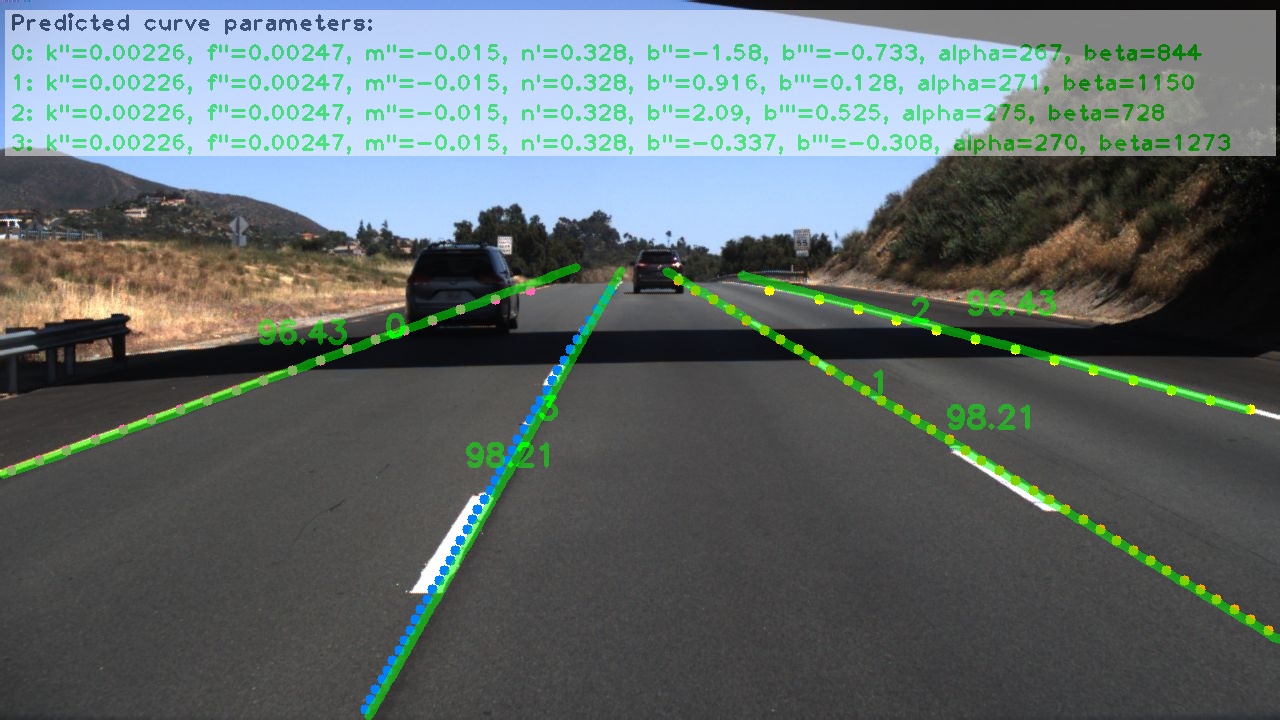 Predicted curve parameters:
0: k''=0.00226, f''=0.00247, m''=-0.015, n'=0.328, b''=-1.58, b'''=-0.733, alpha=267, beta=844
1: k''=0.00226, f''=0.00247, m''=-0.015, n'=0.328, b''=0.916, b'''=0.128, alpha=271, beta=1150
2: k''=0.00226, f''=0.00247, m''=-0.015, n'=0.328, b''=2.09, b'''=0.525, alpha=275, beta=728
3: k''=0.00226, f''=0.00247, m''=-0.015, n'=0.328, b''=-0.337, b'''=-0.308, alpha=270, beta=1273
96.43
0
2
96.43
1
98.21
3
98.21